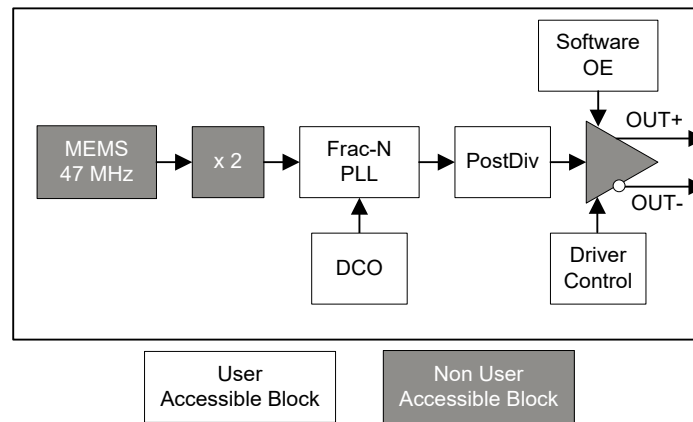 Software
OE
OUT+
MEMS
47 MHz
x 2
Frac-N
PLL
PostDiv
OUT-
DCO
Driver
Control
User
Accessible Block
Non User
Accessible Block